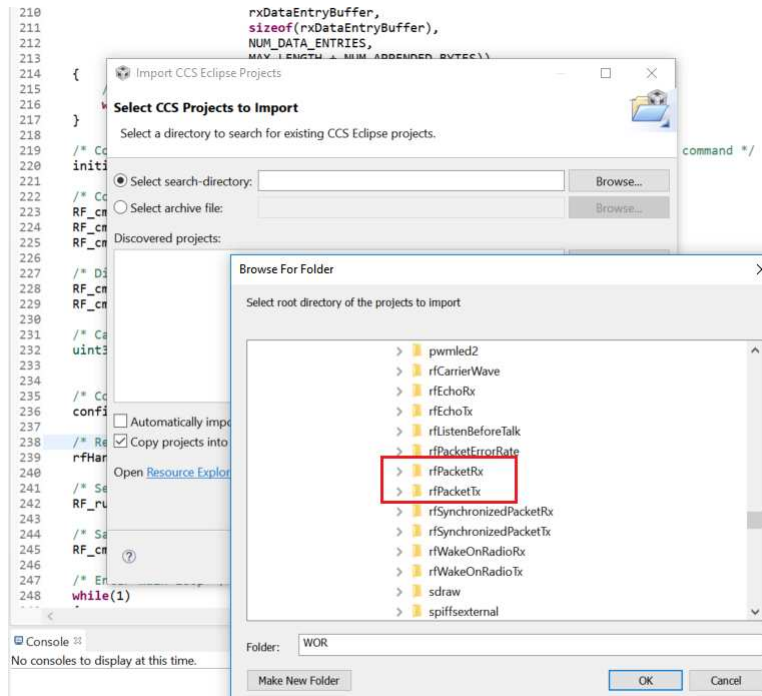 210 rxDataEntryBuffer,
211 sizeof(rxDataEntryBuffer),
212 NUM_DATA_ENTRIES,
213 MAX_LENGTH + NUM_APPENDED_BYTES))
214 {
215 /
216 w
217 }
218
219 /* Co command */
220 initi
221
222 /* Co
223 RF_cm
224 RF_cm
225 RF_cm
226
227 /* Di
228 RF_cm
229 RF_cm
230
231 /* Ca
232 uint3
233
234
235 /* Co
236 confi
237
238 /* Re
239 rfHan
240
241 /* Se
242 RF_ru
243
244 /* Sa
245 RF_cm
246
247 /* Enter main loop
248 while(1)
Import CCS Eclipse Projects
Select CCS Projects to Import
Select a directory to search for existing CCS Eclipse projects.
Select search-directory:
Browse...
Select archive file:
Browse...
Discovered projects:
Automatically impo
Copy projects into
Open Resource Explor
Browse For Folder
Select root directory of the projects to import
pwmled2
rfCarrierWave
rfEchoRx
rfEchoTx
rfListenBeforeTalk
rfPacketErrorRate
rfPacketRx
rfPacketTx
rfSynchronizedPacketRx
rfSynchronizedPacketTx
rfWakeOnRadioRx
rfWakeOnRadioTx
sdraw
spiffsexternal
Folder: WOR
Make New Folder
OK
Cancel
Console
No consoles to display at this time.